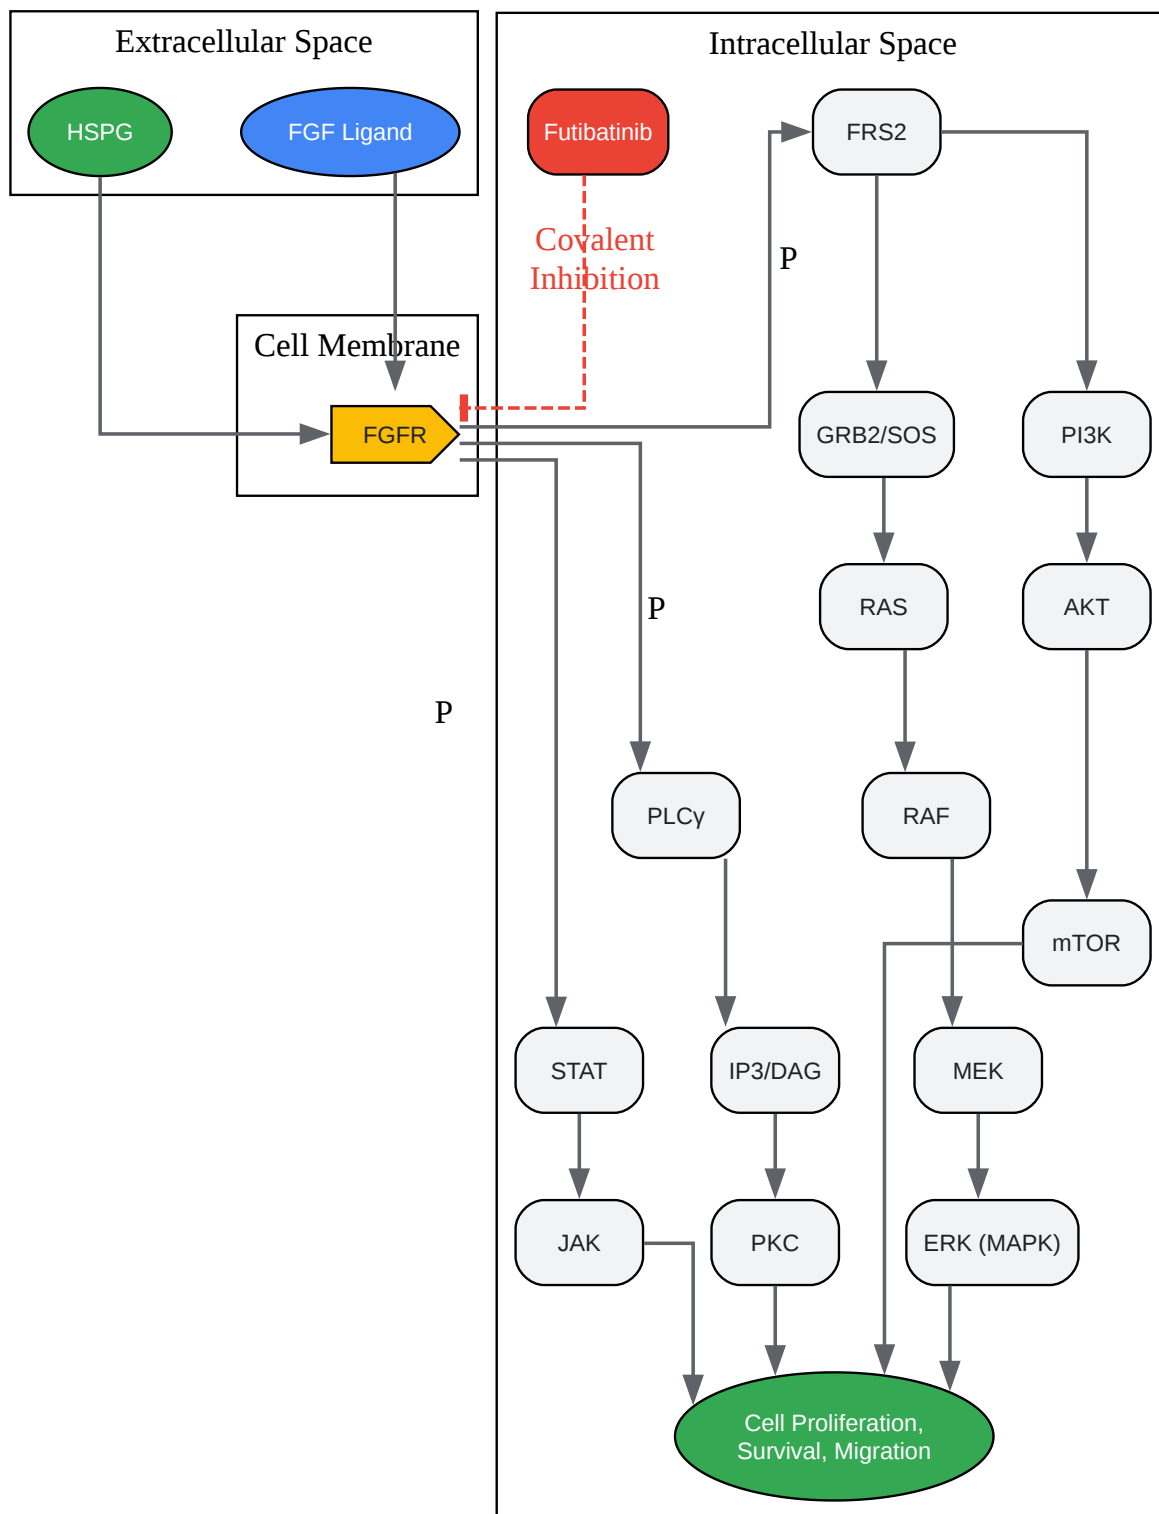 Extracellular Space
Intracellular Space
HSPG
FGF Ligand
Futibatinib
FRS2
Covalent
Inhibition
P
Cell Membrane
FGFR
GRB2/SOS
PI3K
P
RAS
AKT
P
PLCγ
RAF
mTOR
STAT
IP3/DAG
MEK
JAK
PKC
ERK (MAPK)
Cell Proliferation,
Survival, Migration